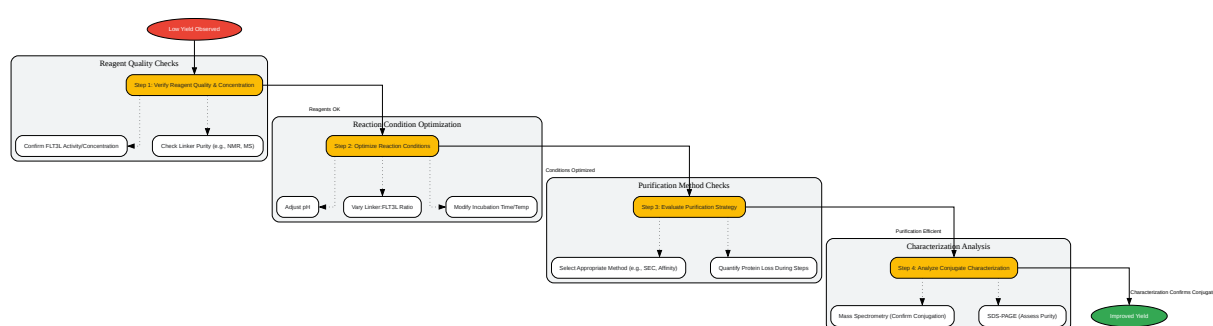 Low Yield Observed
Reagent Quality Checks
Step 1: Verify Reagent Quality & Concentration
Confirm FLT3L Activity/Concentration
Check Linker Purity (e.g., NMR, MS)
Reagents OK
Reaction Condition Optimization
Step 2: Optimize Reaction Conditions
Adjust pH
Vary Linker:FLT3L Ratio
Modify Incubation Time/Temp
Conditions Optimized
Purification Method Checks
Step 3: Evaluate Purification Strategy
Select Appropriate Method (e.g., SEC, Affinity)
Quantify Protein Loss During Steps
Purification Efficient
Characterization Analysis
Step 4: Analyze Conjugate Characterization
Mass Spectrometry (Confirm Conjugation)
SDS-PAGE (Assess Purity)
Characterization Confirms Conjugat
Improved Yield